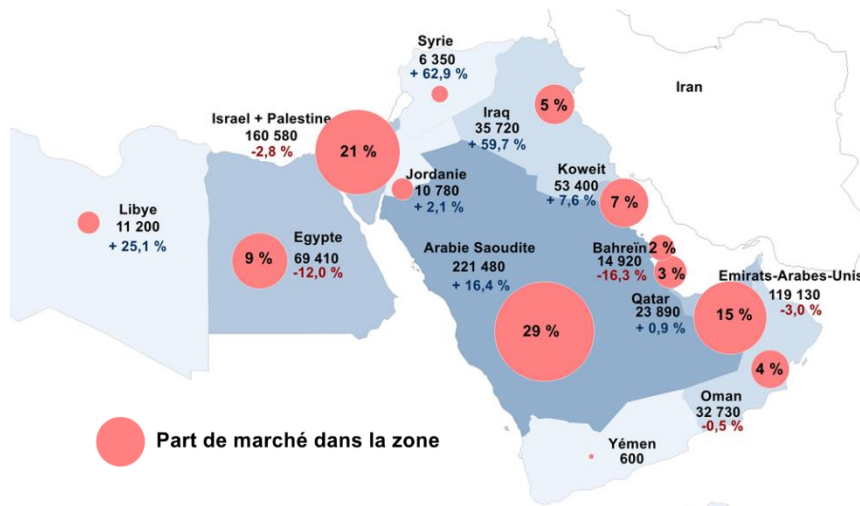 Syrie
6 350
+ 62,9 %
Iran
Israel + Palestine
160 580
-2,8 %
21 %
Iraq
35 720
+ 59,7 %
5 %
Jordanie
10 780
+ 2,1 %
Koweit
53 400
+ 7,6 %
7 %
Libye
11 200
+ 25,1 %
9 %
Egypte
69 410
-12,0 %
Arabie Saoudite
221 480
+ 16,4 %
29 %
Bahreïn
14 920
-16,3 %
2 %
3 %
Qatar
23 890
+ 0,9 %
Emirats-Arabes-Unis
119 130
-3,0 %
15 %
4 %
Oman
32 730
-0,5 %
Yémen
600
Part de marché dans la zone